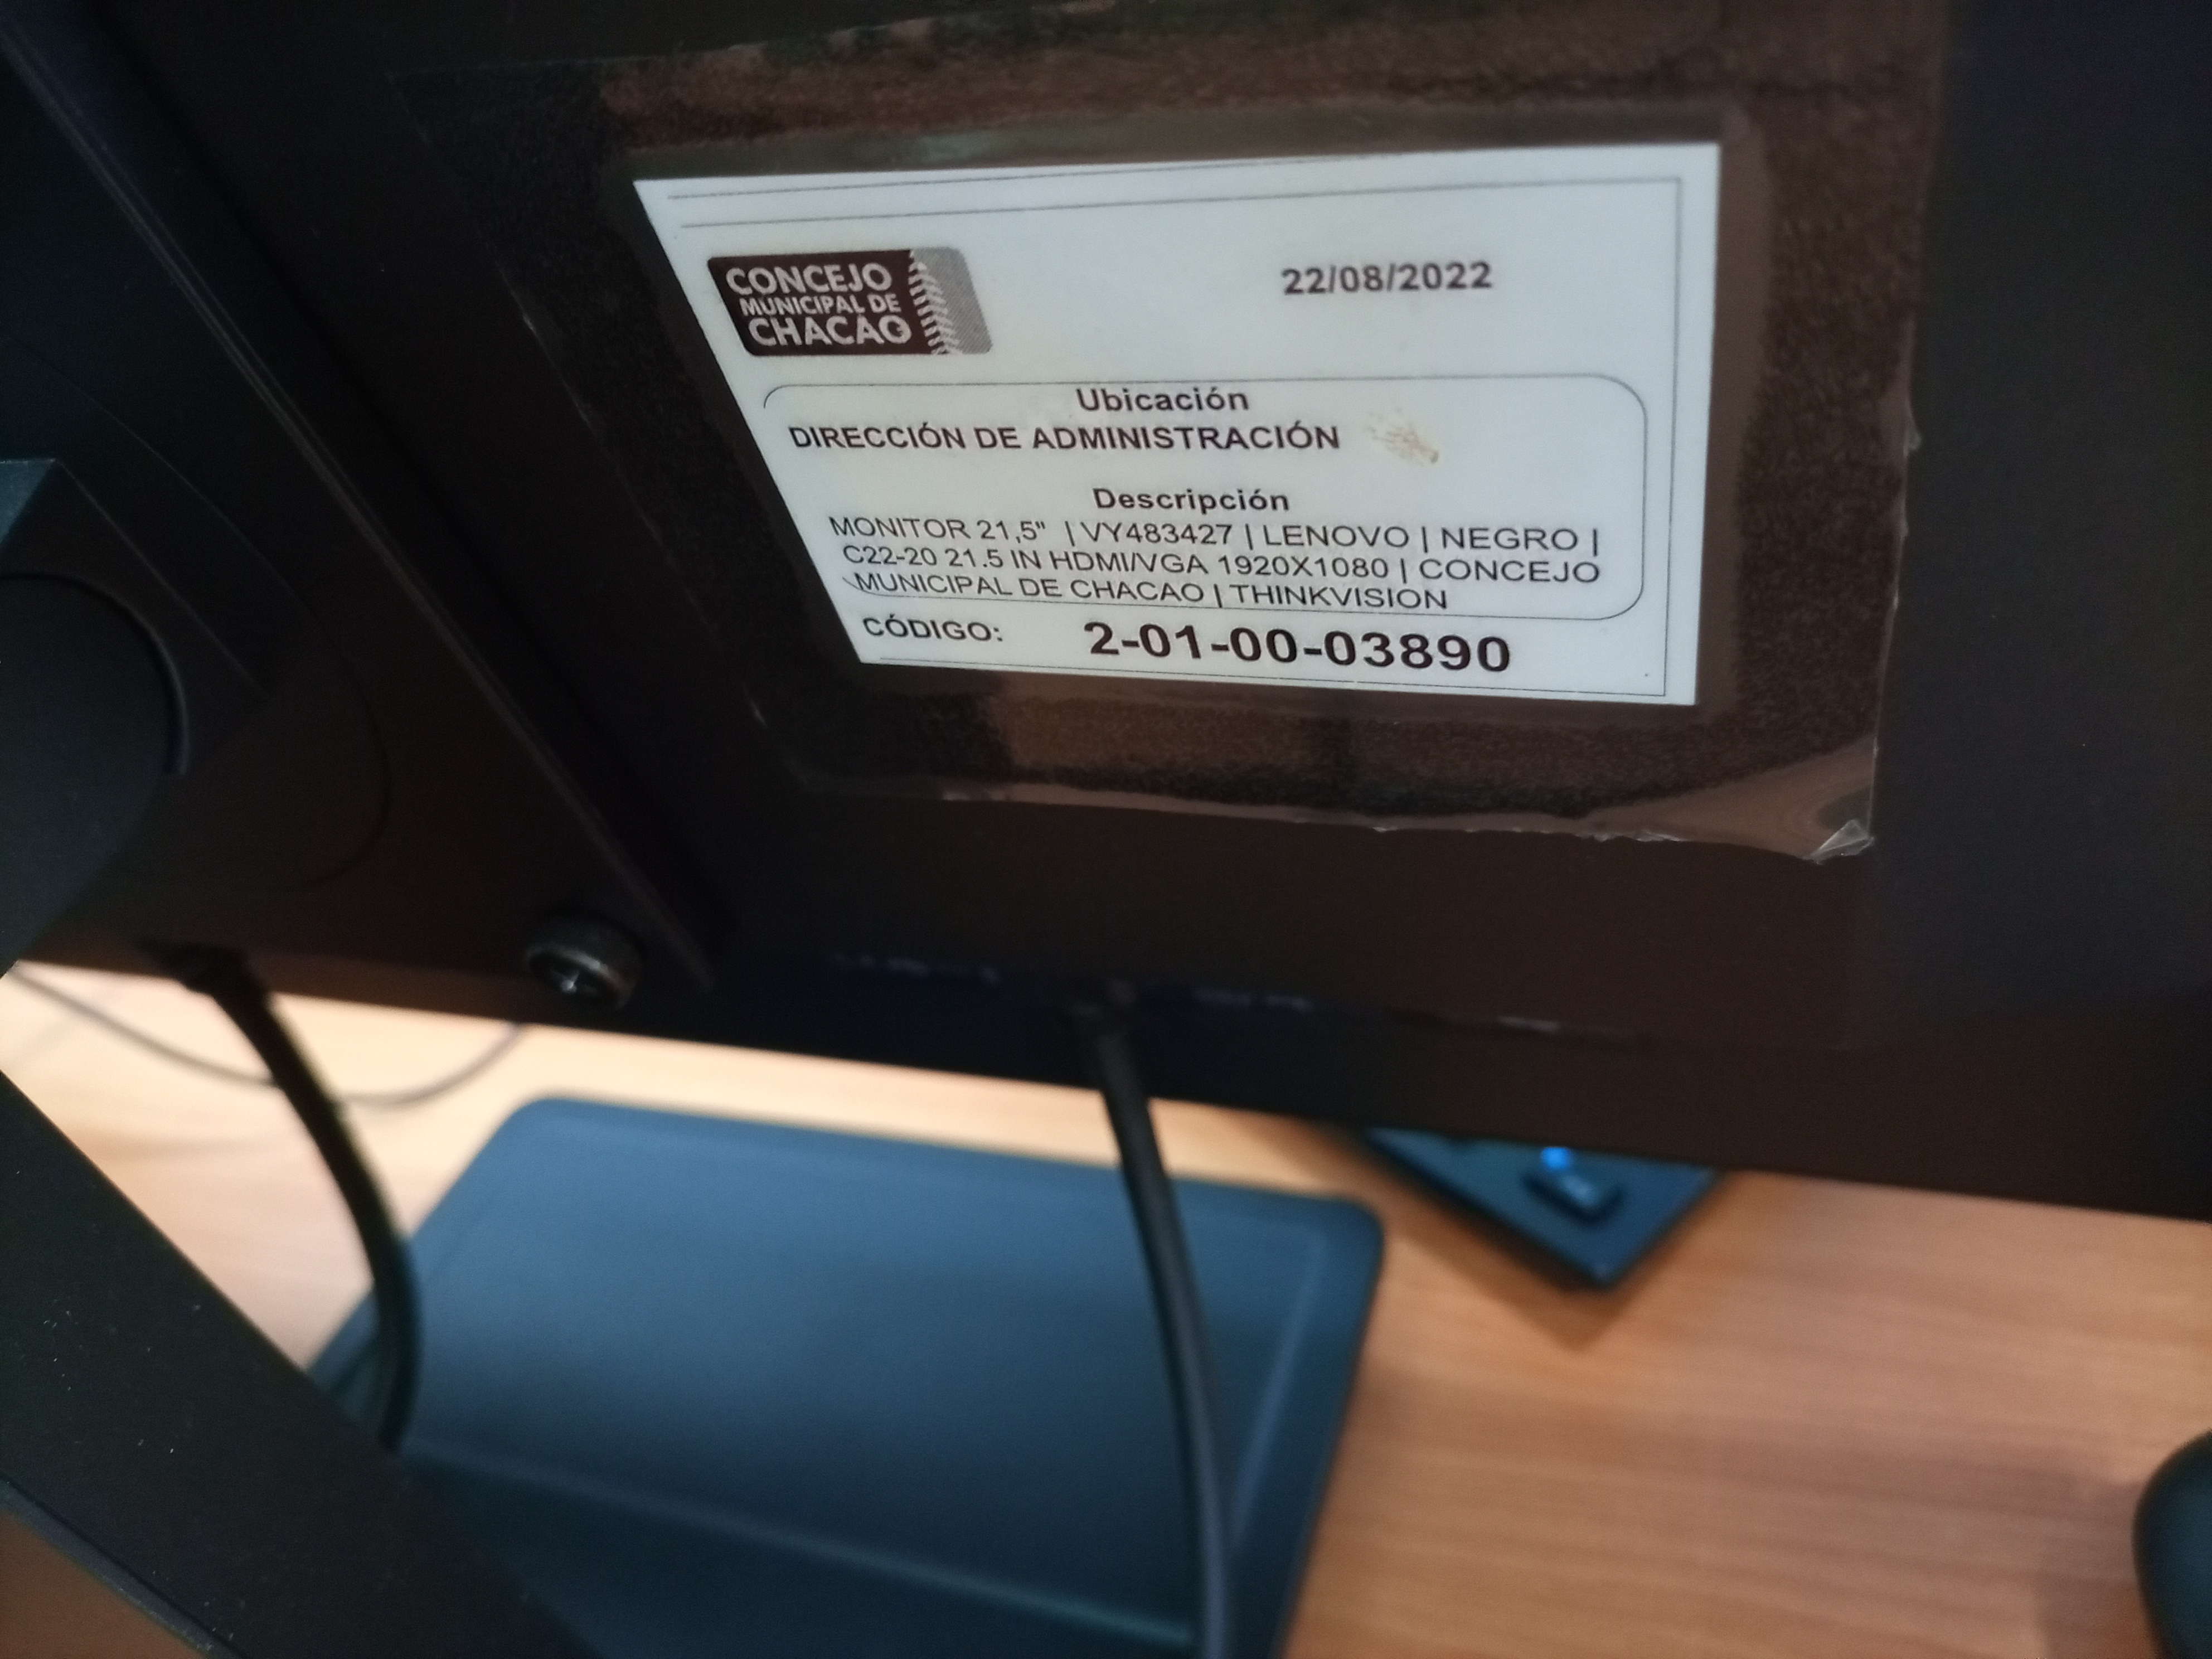 CONCEJO
MUNICIPAL DE
CHACAO
22/08/2022
Ubicación
DIRECCIÓN DE ADMINISTRACIÓN
Descripción
MONITOR 21,5" | VY483427 | LENOVO | NEGRO |
C22-20 21.5 IN HDMI/VGA 1920X1080 | CONCEJO
MUNICIPAL DE CHACAO | THINKVISION
CÓDIGO: 2-01-00-03890